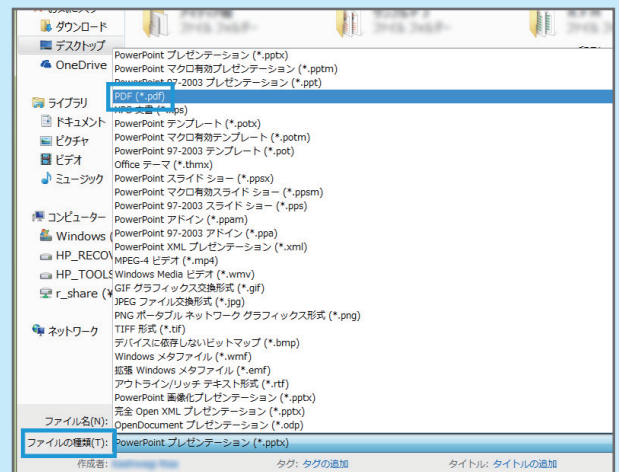 ダウンロード
デスクトップ
OneDrive
ライブラリ
ドキュメント
ピクチャ
ビデオ
ミュージック
コンピューター
Windows (
HP_RECOV
HP_TOOLS
r_share (¥
ネットワーク
PowerPoint プレゼンテーション (*.pptx)
PowerPoint マクロ有効プレゼンテーション (*.pptm)
PowerPoint 97-2003 プレゼンテーション (*.ppt)
PDF (*.pdf)
XPS 文書 (*.xps)
PowerPoint テンプレート (*.potx)
PowerPoint マクロ有効テンプレート (*.potm)
PowerPoint 97-2003 テンプレート (*.pot)
Office テーマ (*.thmx)
PowerPoint スライド ショー (*.ppsx)
PowerPoint マクロ有効スライド ショー (*.ppsm)
PowerPoint 97-2003 スライド ショー (*.pps)
PowerPoint アドイン (*.ppam)
PowerPoint 97-2003 アドイン (*.ppa)
PowerPoint XML プレゼンテーション (*.xml)
MPEG-4 ビデオ (*.mp4)
Windows Media ビデオ (*.wmv)
GIF グラフィックス交換形式 (*.gif)
JPEG ファイル交換形式 (*.jpg)
PNG ポータブル ネットワーク グラフィックス形式 (*.png)
TIFF 形式 (*.tif)
デバイスに依存しないビットマップ (*.bmp)
Windows メタファイル (*.wmf)
拡張 Windows メタファイル (*.emf)
アウトライン/リッチ テキスト形式 (*.rtf)
PowerPoint 画像化プレゼンテーション (*.pptx)
完全 Open XML プレゼンテーション (*.pptx)
OpenDocument プレゼンテーション (*.odp)
ファイル名(N):
ファイルの種類(T): PowerPoint プレゼンテーション (*.pptx)
作成者: タグ: タグの追加 タイトル: タイトルの追加